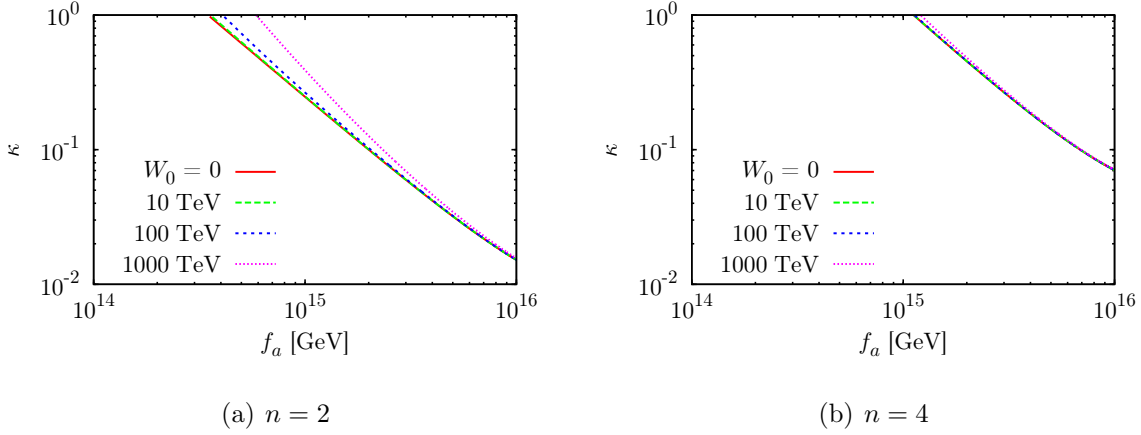 10^0
10^-1
10^-2
κ
W_0 = 0
10 TeV
100 TeV
1000 TeV
10^14
10^15
10^16
f_a [GeV]
(a) n = 2
10^0
10^-1
10^-2
κ
W_0 = 0
10 TeV
100 TeV
1000 TeV
10^14
10^15
10^16
f_a [GeV]
(b) n = 4